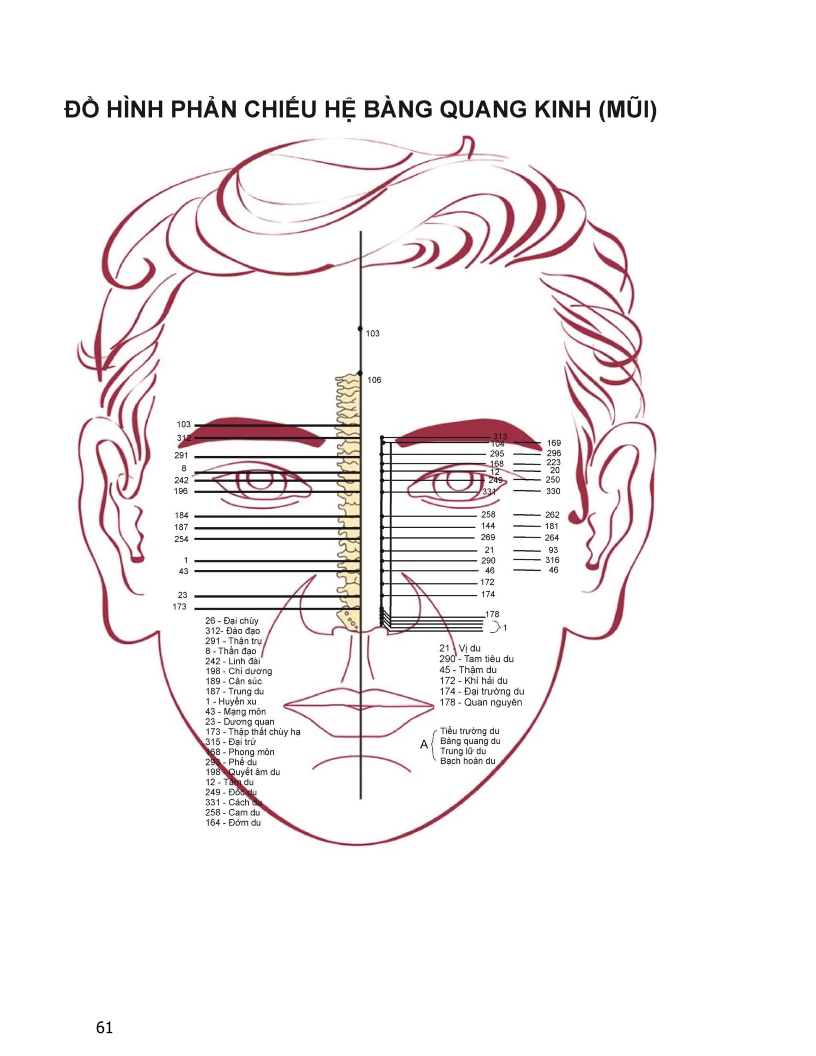 ĐỒ HÌNH PHẢN CHIẾU HỆ BÀNG QUANG KINH (MŨI)
103
106
103
312
291
8
242
196
184
187
254
1
43
23
173
313
104
295
168
12
249
331
258
144
269
21
290
46
172
174
178
1
169
296
223
20
250
330
262
181
264
93
316
46
26 - Đại chùy
312- Đào đạo
291 - Thận trụ
8 - Thần đạo
242 - Linh đài
198 - Chí dương
189 - Cân súc
187 - Trung du
1 - Huyền xu
43 - Mạng môn
23 - Dương quan
173 - Thập thất chùy hạ
315 - Đại trứ
168 - Phong môn
293 - Phế du
198 - Quyết âm du
12 - Tâm du
249 - Đốc du
331 - Cách du
258 - Cam du
164 - Đớm du
21 - Vị du
290 - Tam tiêu du
45 - Thậm du
172 - Khí hải du
174 - Đại trường du
178 - Quan nguyên
A
Tiểu trường du
Bàng quang du
Trung lữ du
Bạch hoàn du
61